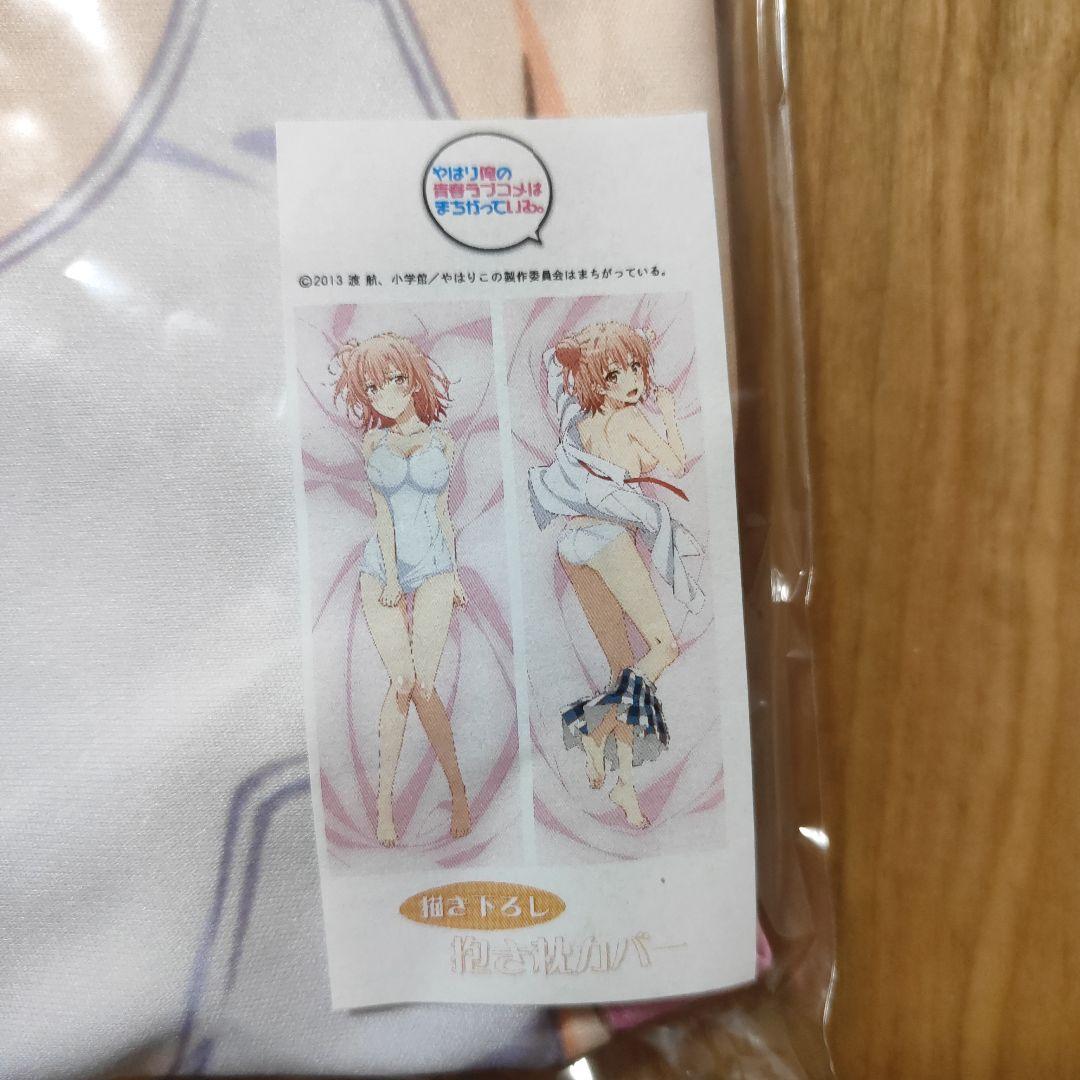 やはり俺の
青春ラブコメは
まちがっている。
©2013 渡 航、小学館／やはりこの製作委員会はまちがっている。
描き下ろし
抱き枕カバー